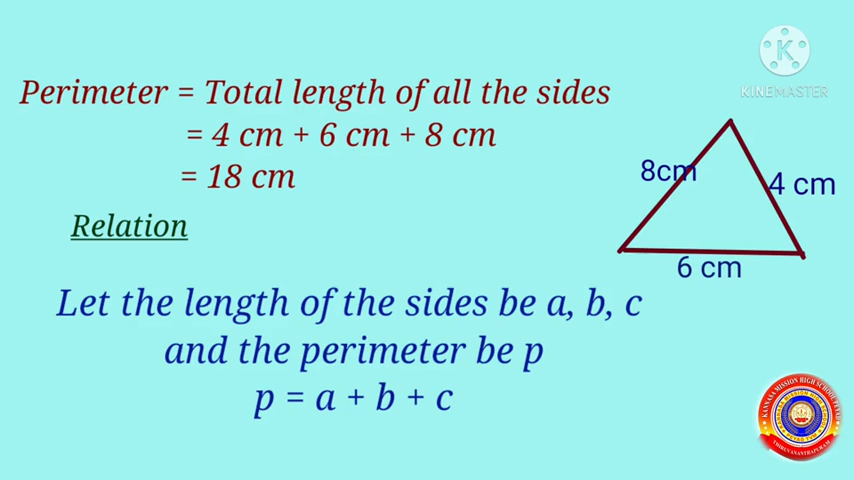 KINEMASTER
Perimeter = Total length of all the sides
= 4 cm + 6 cm + 8 cm
= 18 cm
8cm
4 cm
6 cm
Relation
Let the length of the sides be a, b, c
and the perimeter be p
p = a + b + c
THIRUVANANTHAPURAM